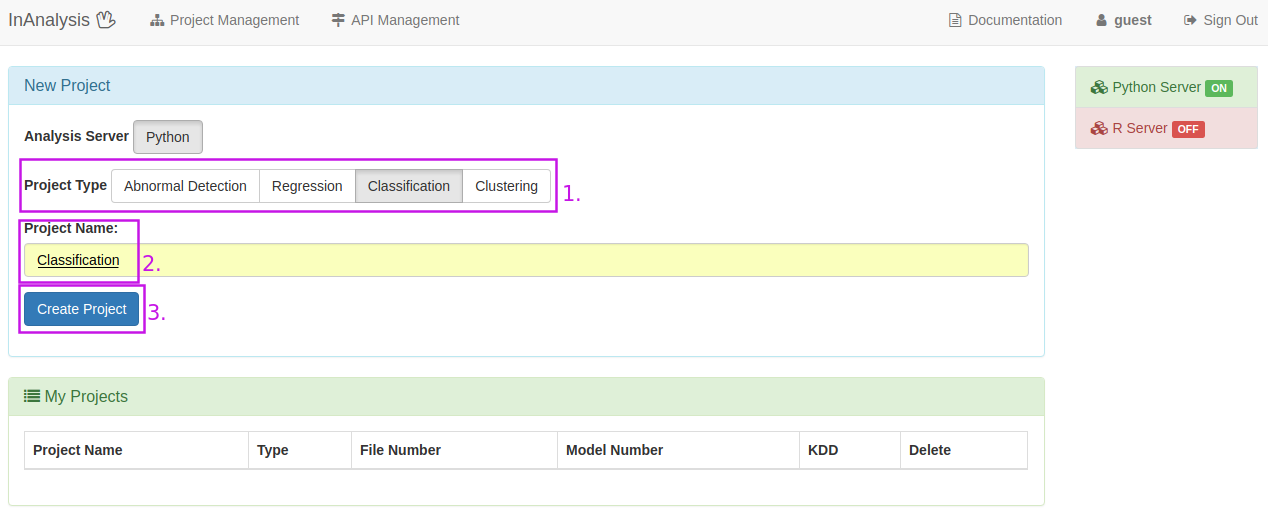 InAnalysis Project Management API Management Documentation guest Sign Out
New Project
Python Server ON
R Server OFF
Analysis Server Python
Project Type Abnormal Detection Regression Classification Clustering 1.
Project Name:
Classification 2.
Create Project 3.
My Projects
Project Name Type File Number Model Number KDD Delete